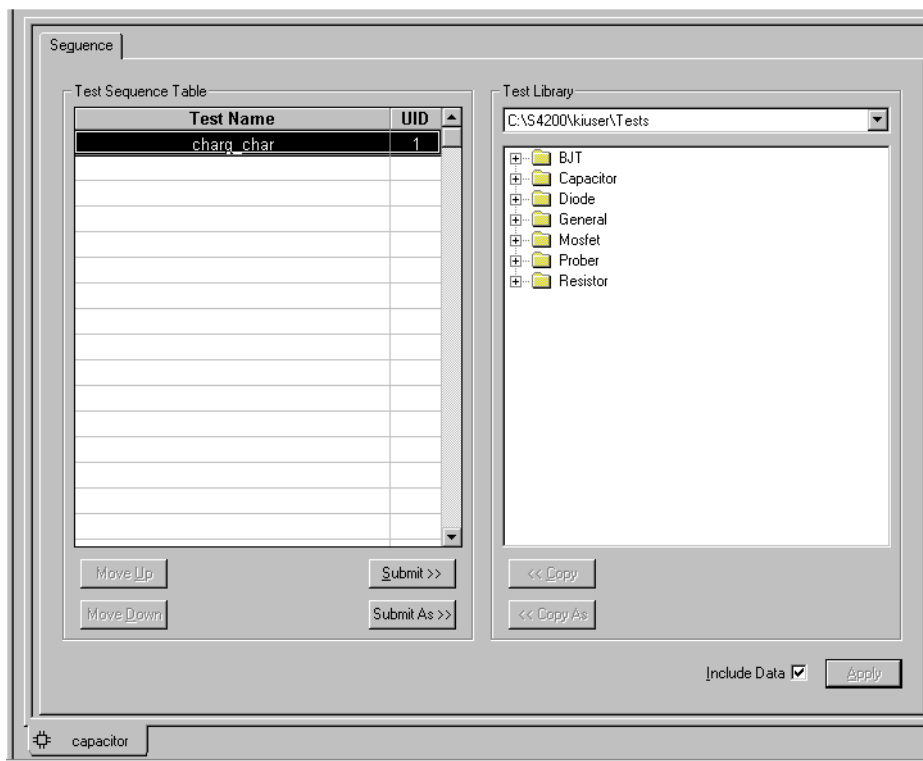 Sequence
Test Sequence Table
Test Name UID
charg_char 1
Move Up
Submit >>
Move Down
Submit As >>
Test Library
C:\S4200\kiuser\Tests
BJT
Capacitor
Diode
General
Mosfet
Prober
Resistor
<< Copy
<< Copy As
Include Data
Apply
capacitor